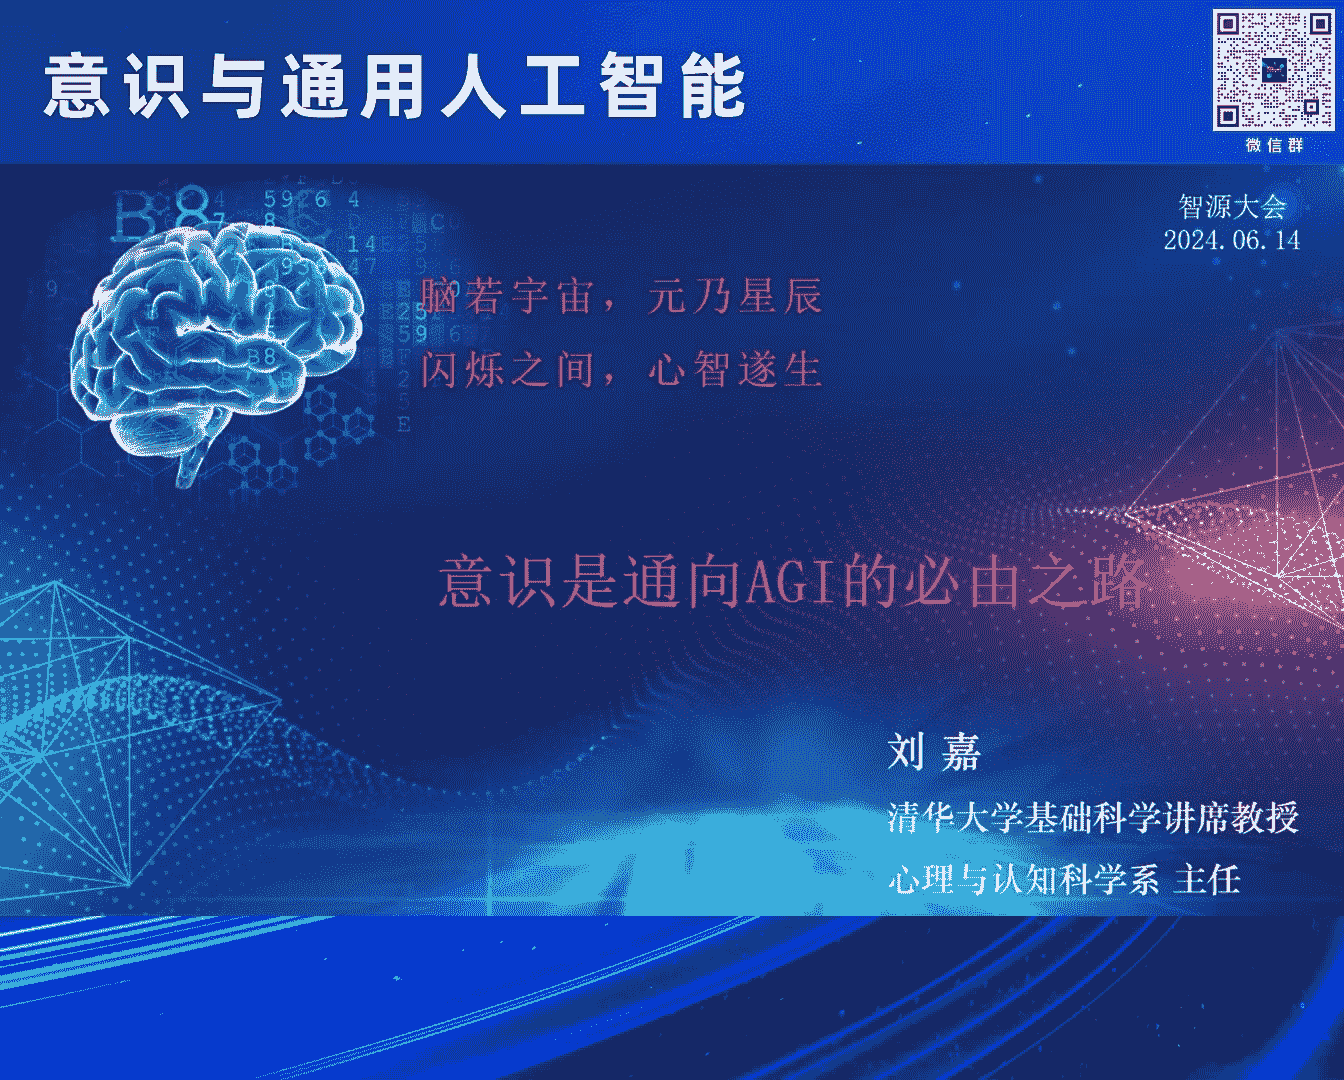 意识与通用人工智能
微信群
智源大会
2024.06.14
脑若宇宙，元乃星辰
闪烁之间，心智遂生
意识是通向AGI的必由之路
刘 嘉
清华大学基础科学讲席教授
心理与认知科学系 主任